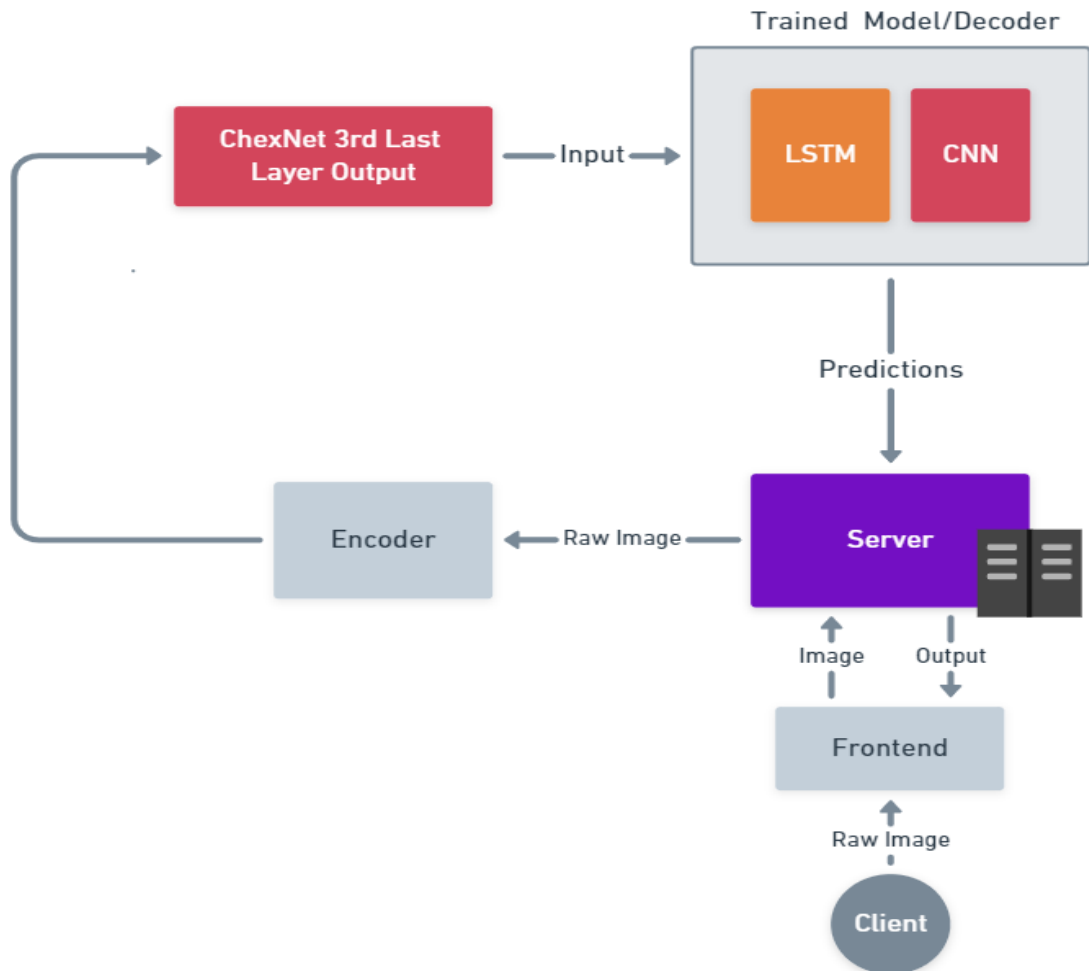 Trained Model/Decoder
ChexNet 3rd Last
Layer Output
Input
LSTM
CNN
Predictions
Encoder
Raw Image
Server
Image
Output
Frontend
Raw Image
Client